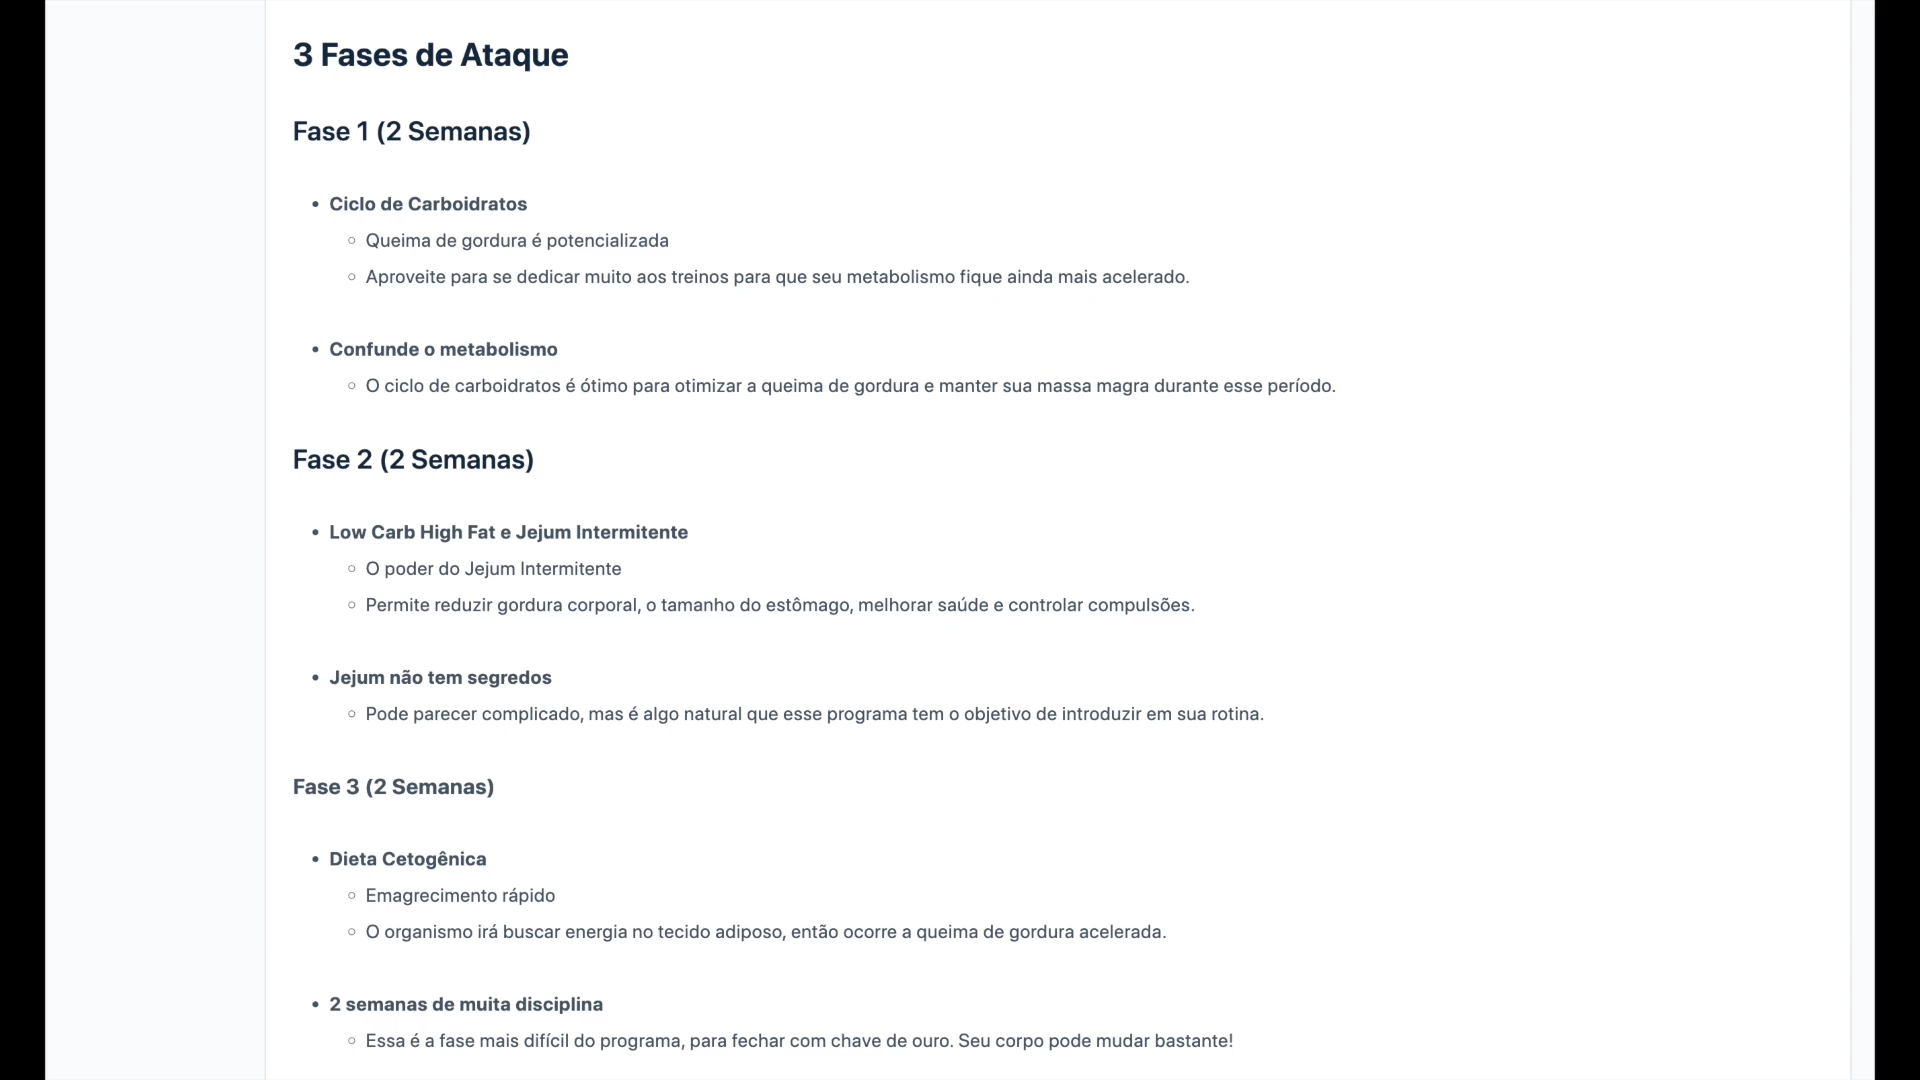 3 Fases de Ataque
Fase 1 (2 Semanas)
Ciclo de Carboidratos
Queima de gordura é potencializada
Aproveite para se dedicar muito aos treinos para que seu metabolismo fique ainda mais acelerado.
Confunde o metabolismo
O ciclo de carboidratos é ótimo para otimizar a queima de gordura e manter sua massa magra durante esse período.
Fase 2 (2 Semanas)
Low Carb High Fat e Jejum Intermitente
O poder do Jejum Intermitente
Permite reduzir gordura corporal, o tamanho do estômago, melhorar saúde e controlar compulsões.
Jejum não tem segredos
Pode parecer complicado, mas é algo natural que esse programa tem o objetivo de introduzir em sua rotina.
Fase 3 (2 Semanas)
Dieta Cetogênica
Emagrecimento rápido
O organismo irá buscar energia no tecido adiposo, então ocorre a queima de gordura acelerada.
2 semanas de muita disciplina
Essa é a fase mais difícil do programa, para fechar com chave de ouro. Seu corpo pode mudar bastante!